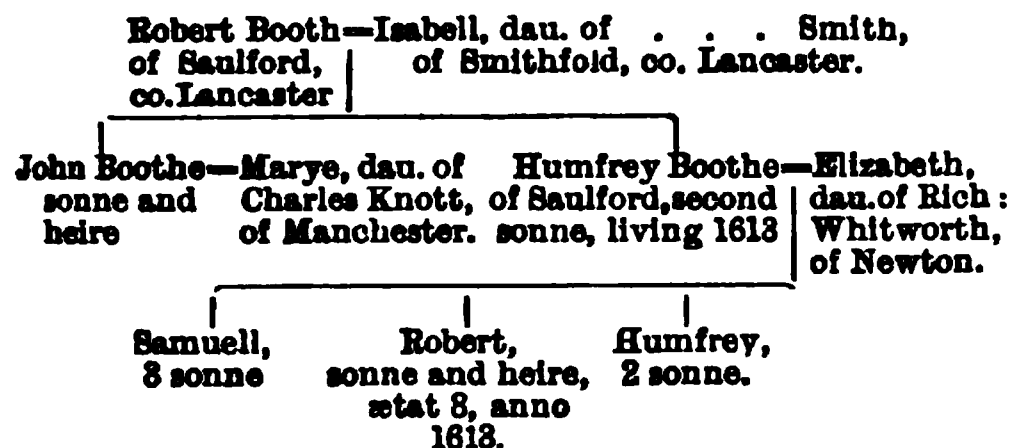 Robert Booth=Isabell, dau. of . . . Smith,
of Saulford, of Smithfold, co. Lancaster.
co. Lancaster
John Boothe=Marye, dau. of Humfrey Boothe=Elizabeth,
sonne and Charles Knott, of Saulford, second dau. of Rich:
heire of Manchester. sonne, living 1613 Whitworth,
of Newton.
Samuell, Robert, Humfrey,
3 sonne sonne and heire, 2 sonne.
ætat 8, anno
1613.